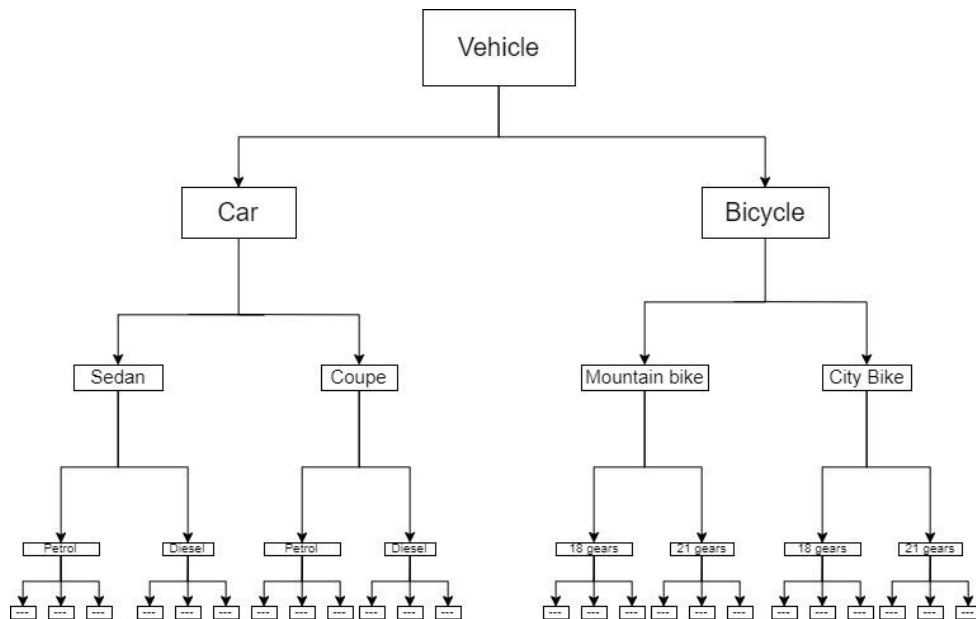 Vehicle
Car
Bicycle
Sedan
Coupe
Mountain bike
City Bike
Petrol
Diesel
Petrol
Diesel
18 gears
21 gears
18 gears
21 gears
--- --- --- --- --- --- --- --- --- --- --- --- --- --- --- --- --- --- --- --- --- --- --- ---